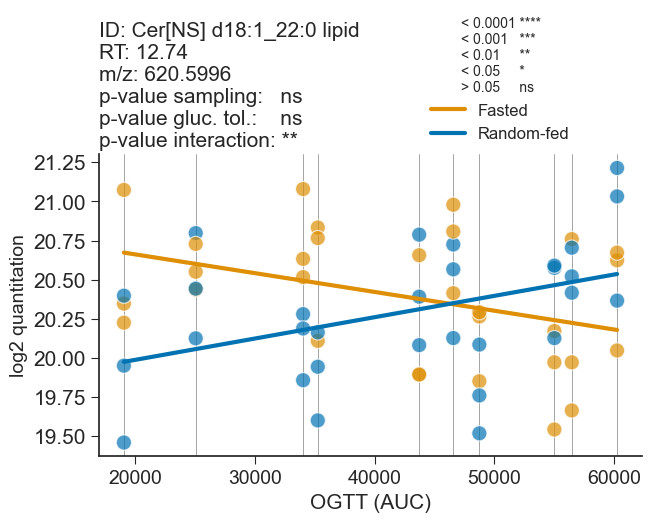 ID: Cer[NS] d18:1_22:0 lipid
RT: 12.74
m/z: 620.5996
p-value sampling: ns
p-value gluc. tol.: ns
p-value interaction: **
< 0.0001 ****
< 0.001 ***
< 0.01 **
< 0.05 *
> 0.05 ns
Fasted
Random-fed
21.25
21.00
20.75
20.50
20.25
20.00
19.75
19.50
log2 quantitation
20000 30000 40000 50000 60000
OGTT (AUC)